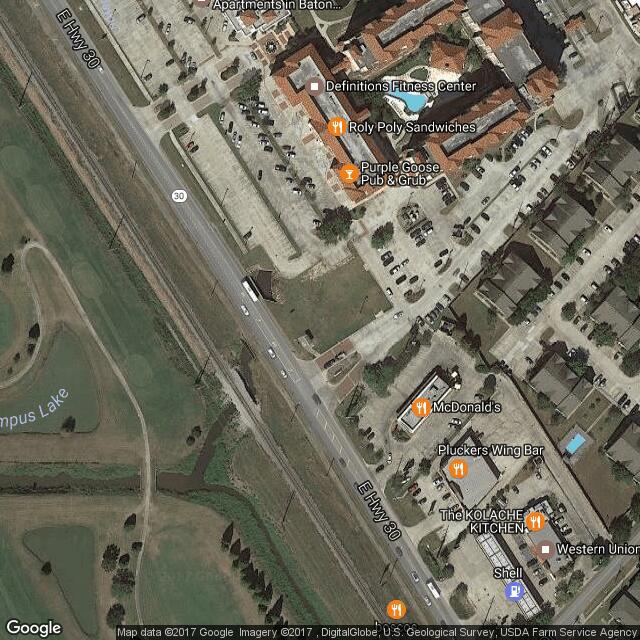 Apartments in Baton...
E Hwy 30
Definitions Fitness Center
Roly Poly Sandwiches
Purple Goose
Pub & Grub
30
mpus Lake
McDonald's
Pluckers Wing Bar
E Hwy 30
The KOLACHE
KITCHEN
Western Union
Shell
Google
Map data ©2017 Google Imagery ©2017 , DigitalGlobe, U.S. Geological Survey, USDA Farm Service Agency